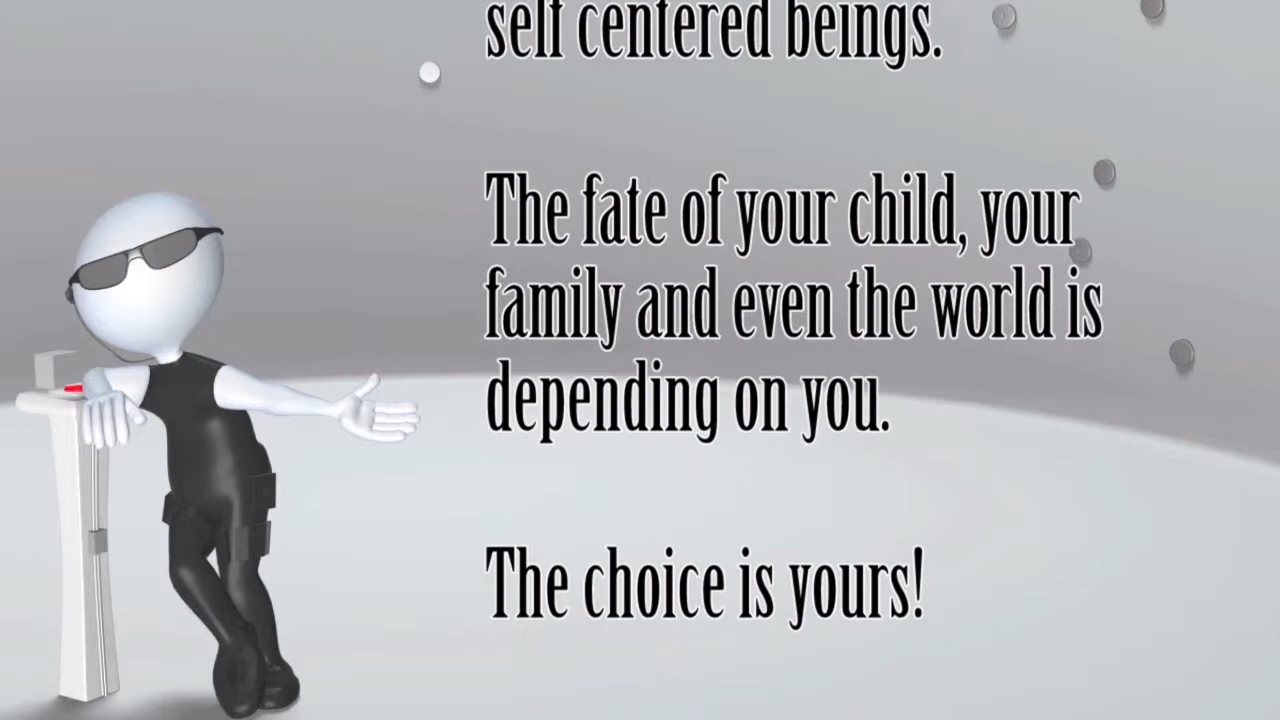 self centered beings.
The fate of your child, your
family and even the world is
depending on you.
The choice is yours!